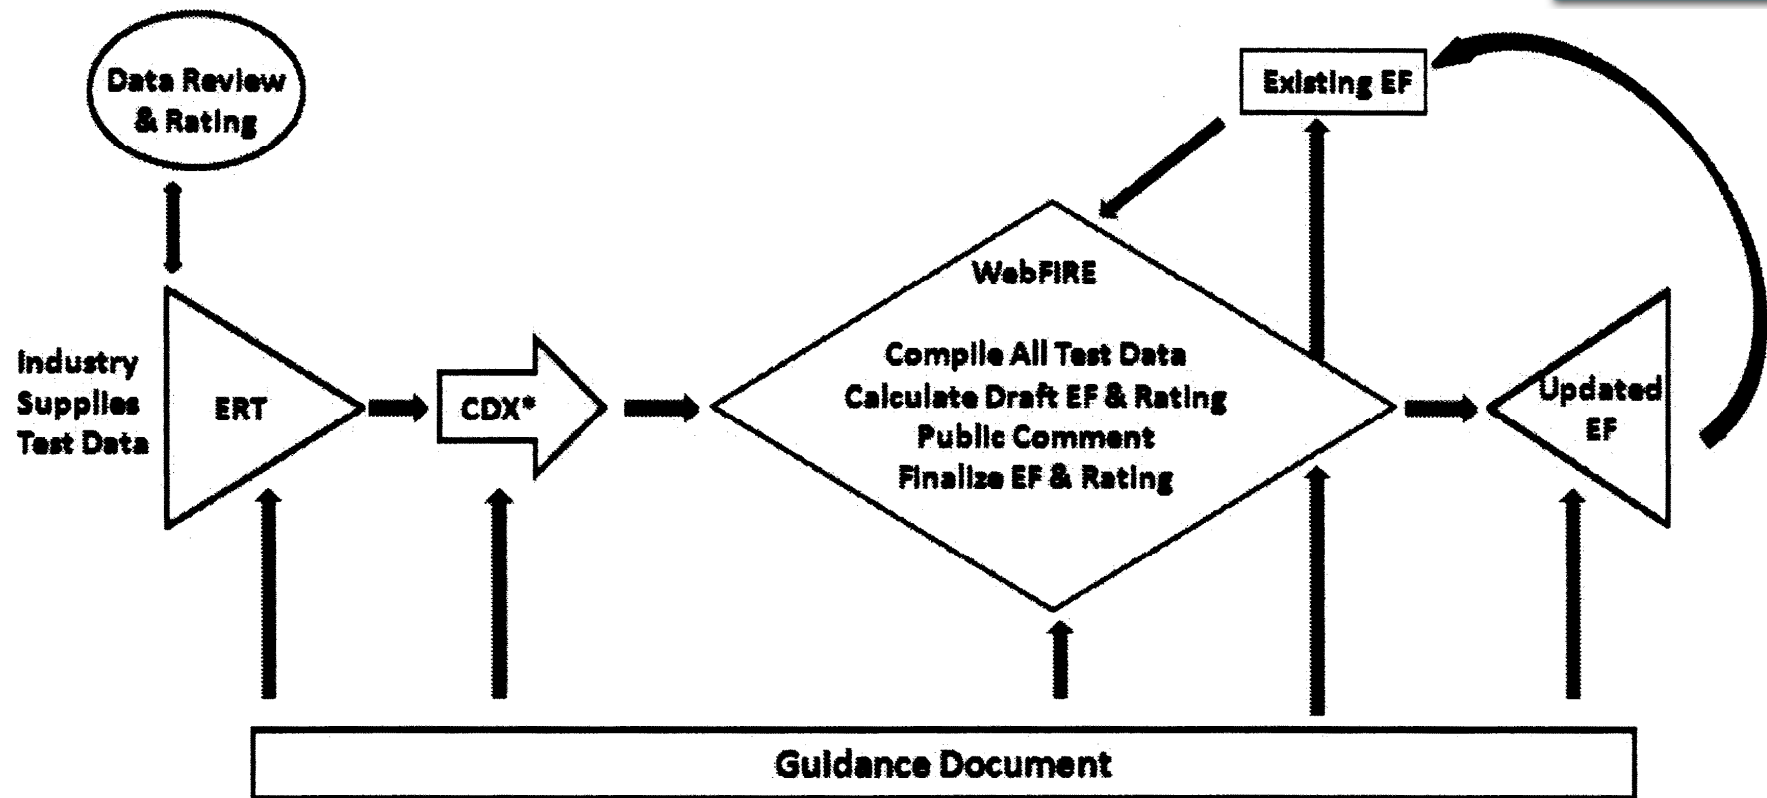 Data Review
& Rating
Existing EF
WebFIRE
Industry
Supplies
Test Data
ERT
CDX*
Compile All Test Data
Calculate Draft EF & Rating
Public Comment
Finalize EF & Rating
Updated
EF
Guidance Document